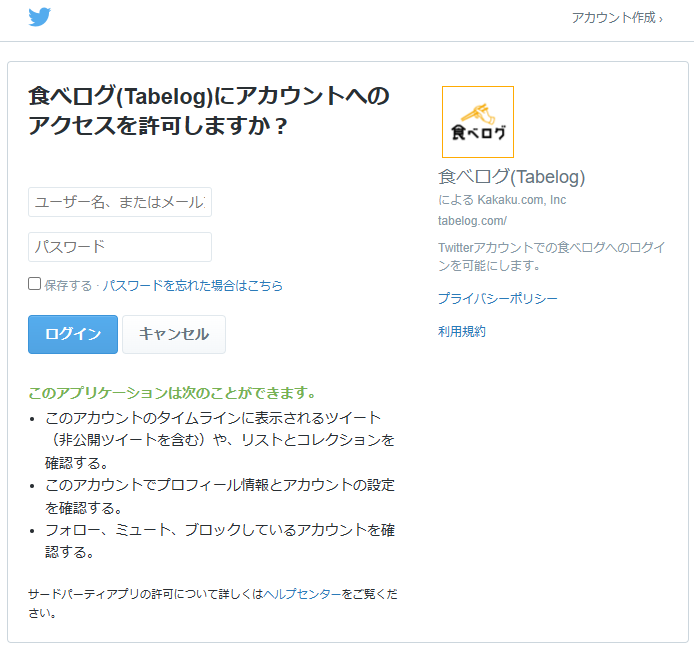 アカウント作成 ›
食べログ(Tabelog)にアカウントへの
アクセスを許可しますか？
ユーザー名、またはメール
パスワード
保存する · パスワードを忘れた場合はこちら
ログイン キャンセル
このアプリケーションは次のことができます。
• このアカウントのタイムラインに表示されるツイート
（非公開ツイートを含む）や、リストとコレクションを
確認する。
• このアカウントでプロフィール情報とアカウントの設定
を確認する。
• フォロー、ミュート、ブロックしているアカウントを確
認する。
サードパーティアプリの許可について詳しくはヘルプセンターをご覧くだ
さい。
食べログ
食べログ(Tabelog)
による Kakaku.com, Inc
tabelog.com/
Twitterアカウントでの食べログへのログイ
ンを可能にします。
プライバシーポリシー
利用規約